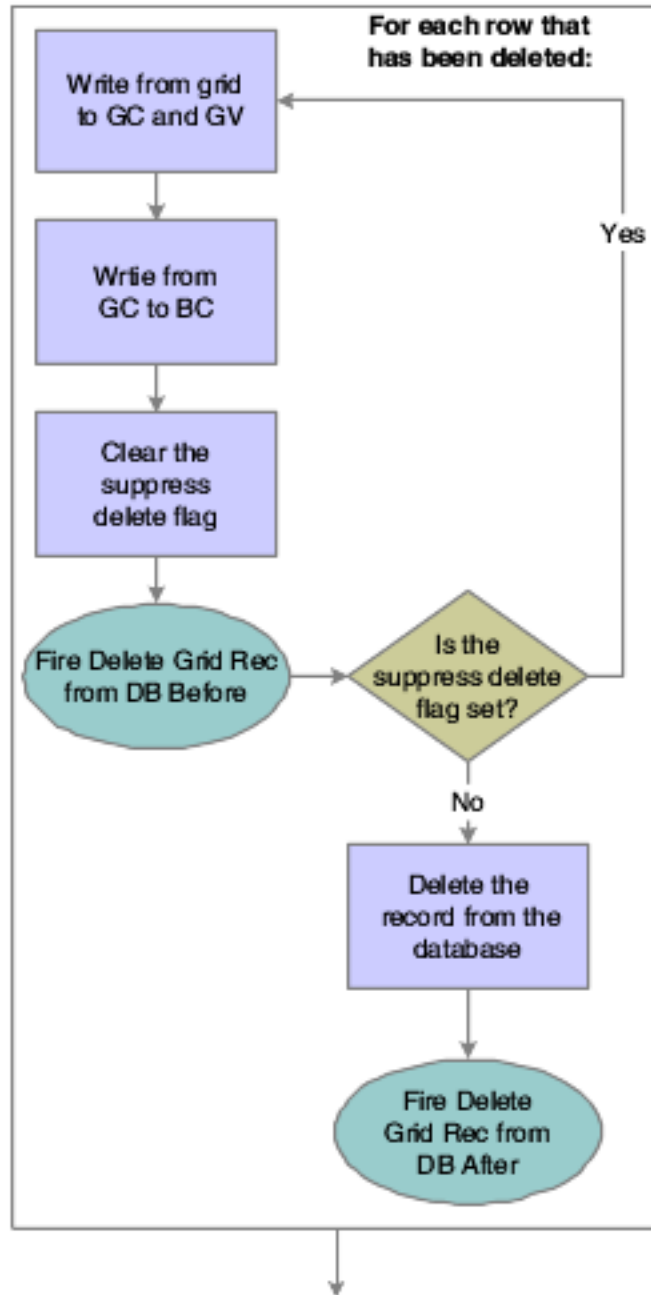 For each row that
has been deleted:
Write from grid
to GC and GV
Yes
Wrtie from
GC to BC
Clear the
suppress
delete flag
Fire Delete Grid Rec
from DB Before
Is the
suppress delete
flag set?
No
Delete the
record from the
database
Fire Delete
Grid Rec from
DB After